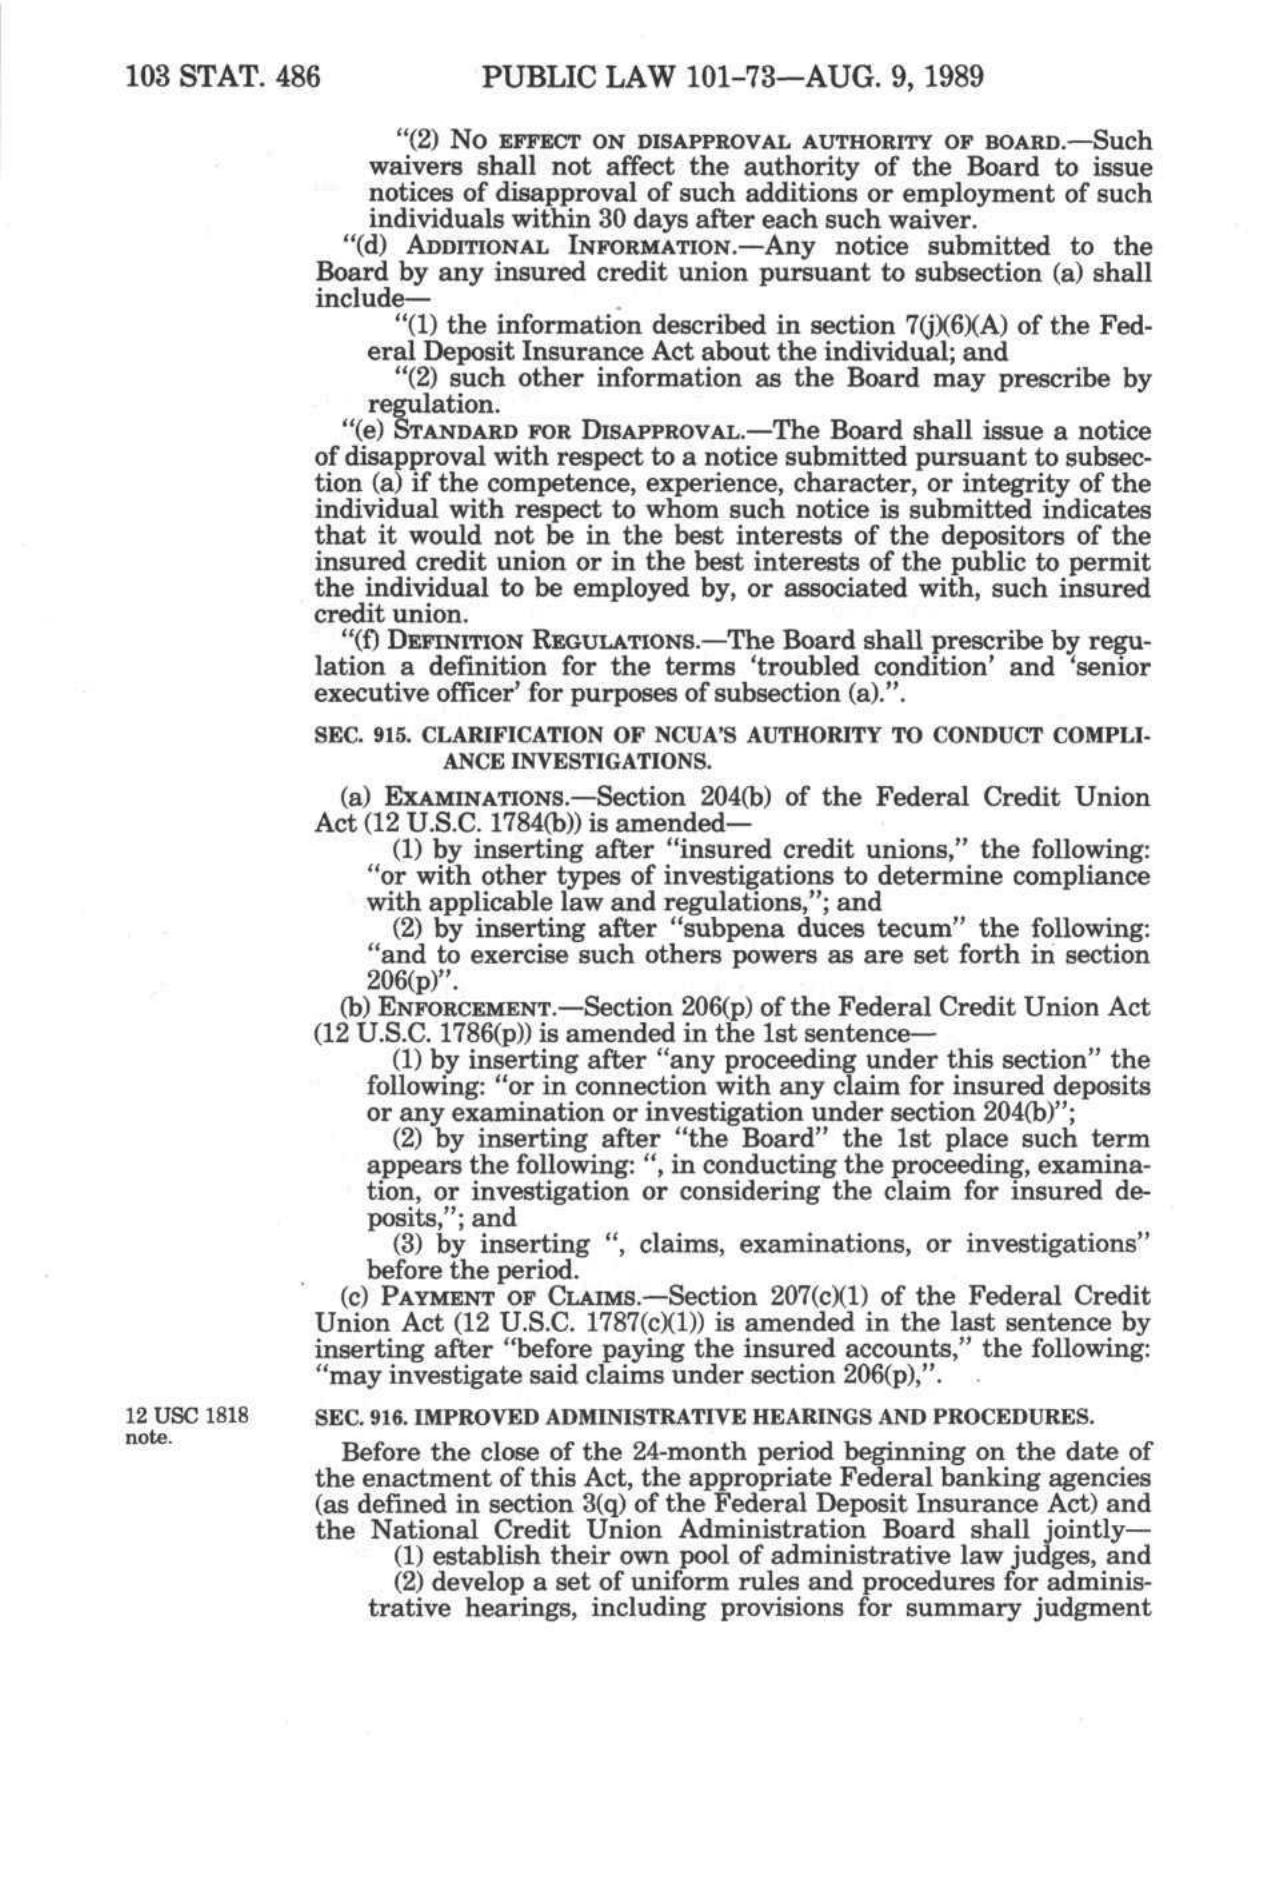 103 STAT. 486 PUBLIC LAW 101-73—AUG. 9, 1989
“(2) NO EFFECT ON DISAPPROVAL AUTHORITY OF BOARD.—Such
waivers shall not affect the authority of the Board to issue
notices of disapproval of such additions or employment of such
individuals within 30 days after each such waiver.
“(d) ADDITIONAL INFORMATION.—Any notice submitted to the
Board by any insured credit union pursuant to subsection (a) shall
include—
“(1) the information described in section 7(j)(6)(A) of the Fed-
eral Deposit Insurance Act about the individual; and
“(2) such other information as the Board may prescribe by
regulation.
“(e) STANDARD FOR DISAPPROVAL.—The Board shall issue a notice
of disapproval with respect to a notice submitted pursuant to subsec-
tion (a) if the competence, experience, character, or integrity of the
individual with respect to whom such notice is submitted indicates
that it would not be in the best interests of the depositors of the
insured credit union or in the best interests of the public to permit
the individual to be employed by, or associated with, such insured
credit union.
“(f) DEFINITION REGULATIONS.—The Board shall prescribe by regu-
lation a definition for the terms ‘troubled condition’ and ‘senior
executive officer’ for purposes of subsection (a).”.
SEC. 915. CLARIFICATION OF NCUA'S AUTHORITY TO CONDUCT COMPLI-
ANCE INVESTIGATIONS.
(a) EXAMINATIONS.—Section 204(b) of the Federal Credit Union
Act (12 U.S.C. 1784(b)) is amended—
(1) by inserting after “insured credit unions,” the following:
“or with other types of investigations to determine compliance
with applicable law and regulations,”; and
(2) by inserting after “subpena duces tecum” the following:
“and to exercise such others powers as are set forth in section
206(p)”.
(b) ENFORCEMENT.—Section 206(p) of the Federal Credit Union Act
(12 U.S.C. 1786(p)) is amended in the 1st sentence—
(1) by inserting after “any proceeding under this section” the
following: “or in connection with any claim for insured deposits
or any examination or investigation under section 204(b)”;
(2) by inserting after “the Board” the 1st place such term
appears the following: “, in conducting the proceeding, examina-
tion, or investigation or considering the claim for insured de-
posits,”; and
(3) by inserting “, claims, examinations, or investigations”
before the period.
(c) PAYMENT OF CLAIMS.—Section 207(c)(1) of the Federal Credit
Union Act (12 U.S.C. 1787(c)(1)) is amended in the last sentence by
inserting after “before paying the insured accounts,” the following:
“may investigate said claims under section 206(p),”.
12 USC 1818
note.
SEC. 916. IMPROVED ADMINISTRATIVE HEARINGS AND PROCEDURES.
Before the close of the 24-month period beginning on the date of
the enactment of this Act, the appropriate Federal banking agencies
(as defined in section 3(q) of the Federal Deposit Insurance Act) and
the National Credit Union Administration Board shall jointly—
(1) establish their own pool of administrative law judges, and
(2) develop a set of uniform rules and procedures for adminis-
trative hearings, including provisions for summary judgment